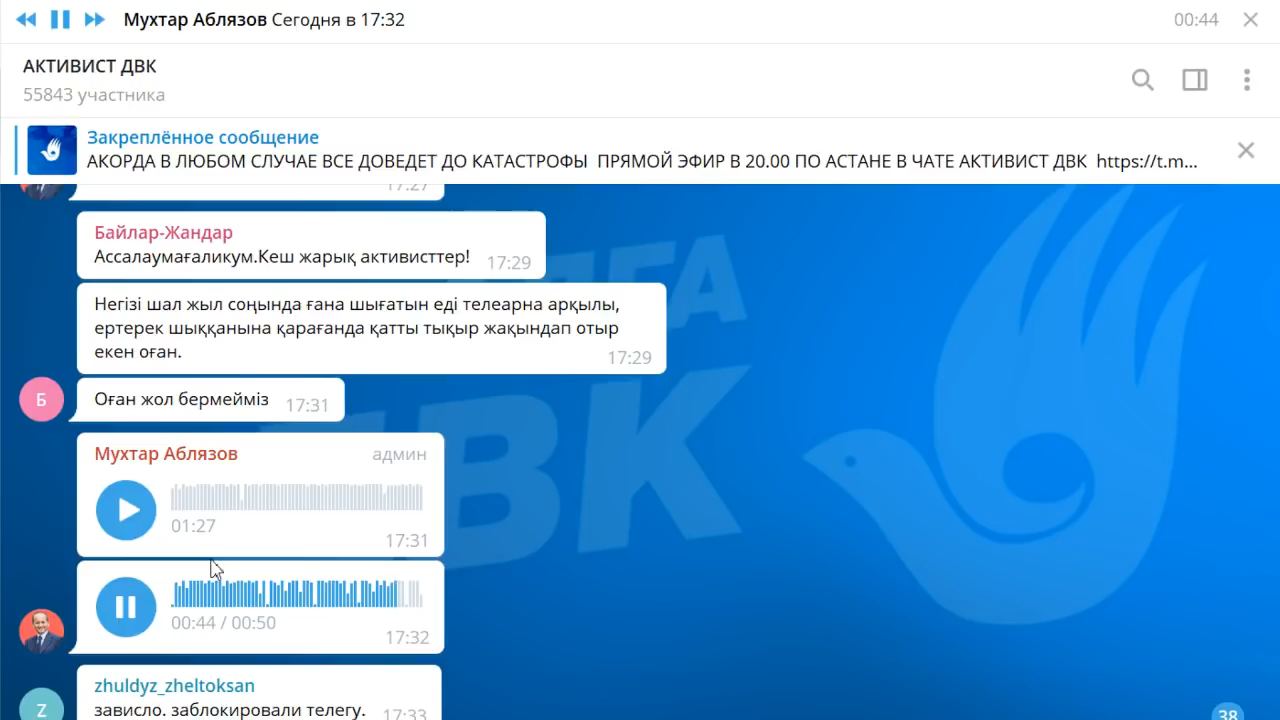 Мухтар Аблязов Сегодня в 17:32
00:44
АКТИВИСТ ДВК
55843 участника
Закреплённое сообщение
АКОРДА В ЛЮБОМ СЛУЧАЕ ВСЕ ДОВЕДЕТ ДО КАТАСТРОФЫ ПРЯМОЙ ЭФИР В 20.00 ПО АСТАНЕ В ЧАТЕ АКТИВИСТ ДВК https://t.m...
17:27
Байлар-Жандар
Ассалаумағаликум.Кеш жарық активисттер!
17:29
Негізі шал жыл соңында ғана шығатын еді телеарна арқылы,
ертерек шыққанына қарағанда қатты тықыр жақындап отыр
екен оған.
17:29
Б
Оған жол бермейміз
17:31
Мухтар Аблязов
админ
01:27
17:31
00:44 / 00:50
17:32
zhuldyz_zheltoksan
Z
зависло. заблокировали телегу.
17:33
38
ДВК